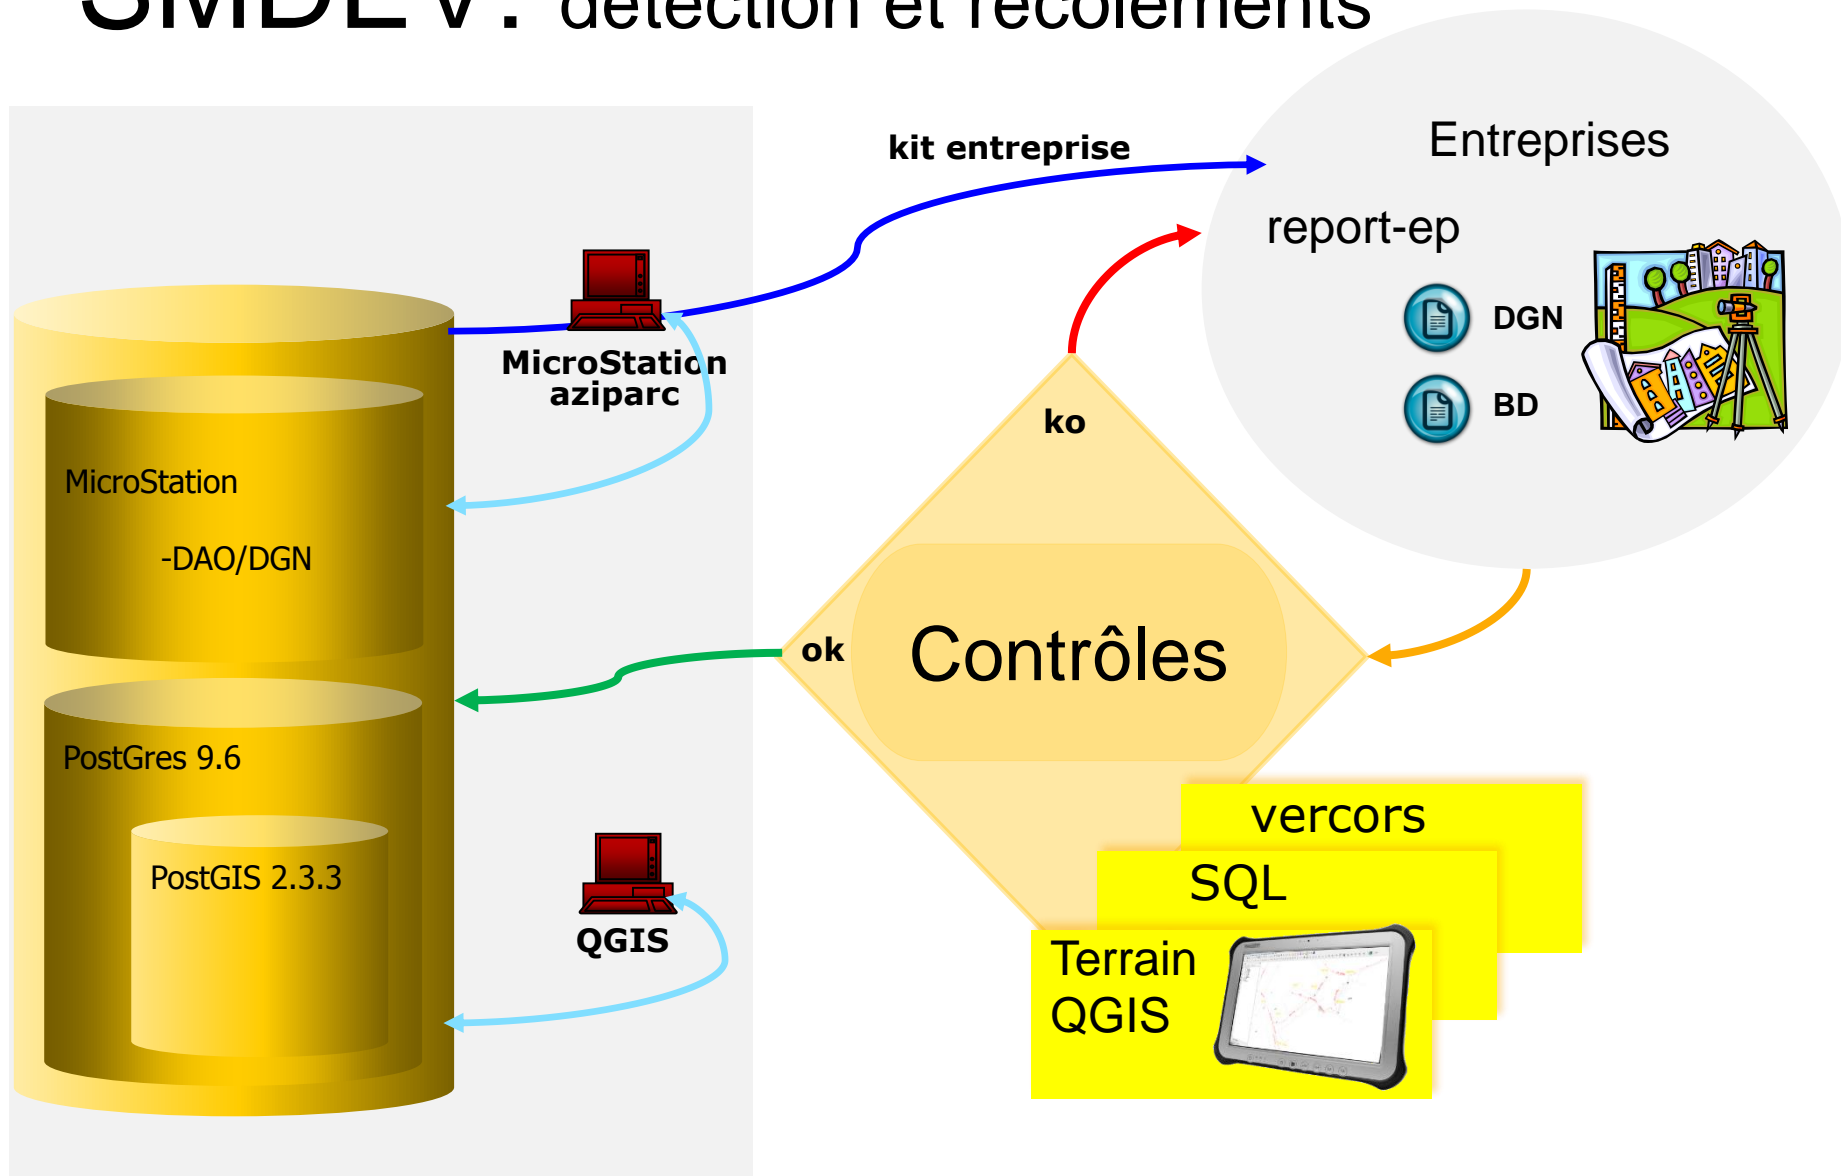 SMDEV: détection et récolements
kit entreprise
Entreprises
report-ep
DGN
BD
MicroStation
aziparc
ko
MicroStation
-DAO/DGN
ok
Contrôles
PostGres 9.6
PostGIS 2.3.3
QGIS
vercors
SQL
Terrain
QGIS